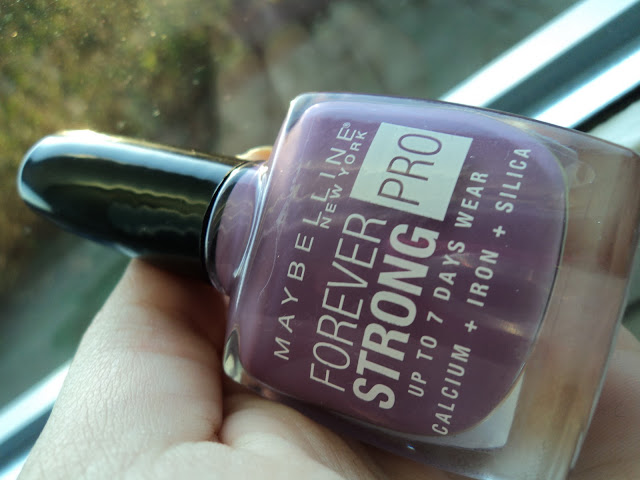 MAYBELLINE®
NEW YORK
FOREVER
STRONG PRO
UP TO 7 DAYS WEAR
CALCIUM + IRON + SILICA